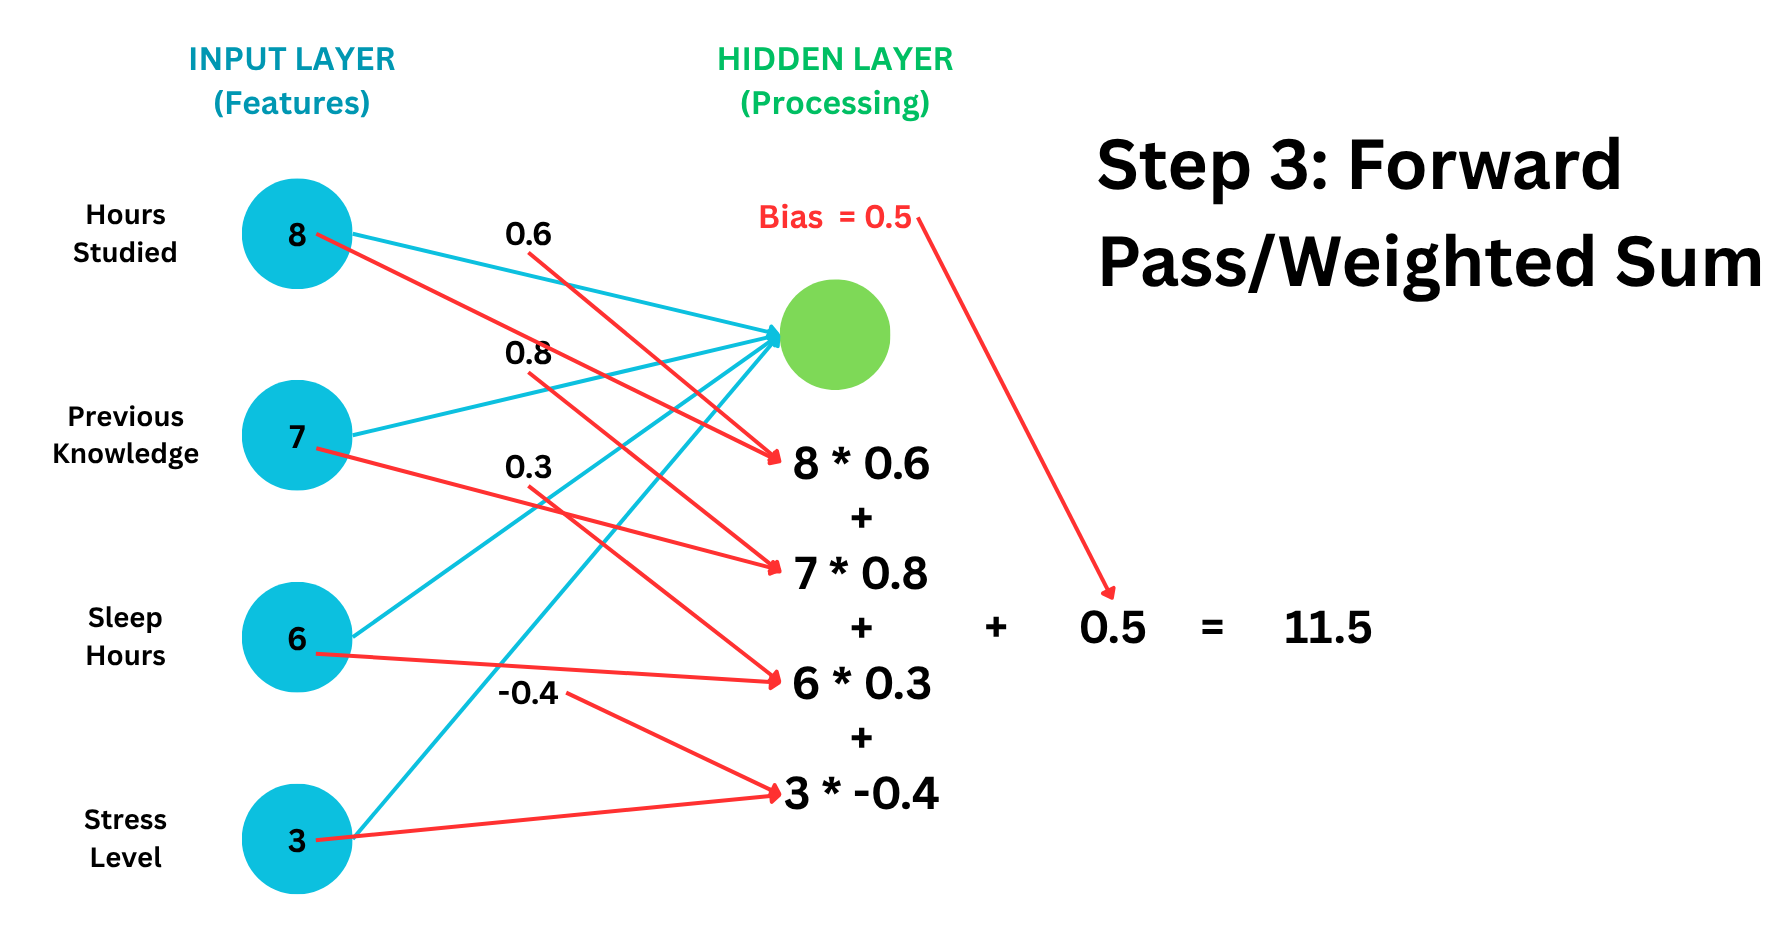 INPUT LAYER
(Features)
HIDDEN LAYER
(Processing)
Step 3: Forward
Pass/Weighted Sum
Hours
Studied
8
0.6
Bias = 0.5
0.8
Previous
Knowledge
7
0.3
8 * 0.6
+
7 * 0.8
+
+ 0.5 = 11.5
Sleep
Hours
6
-0.4
6 * 0.3
+
3 * -0.4
Stress
Level
3